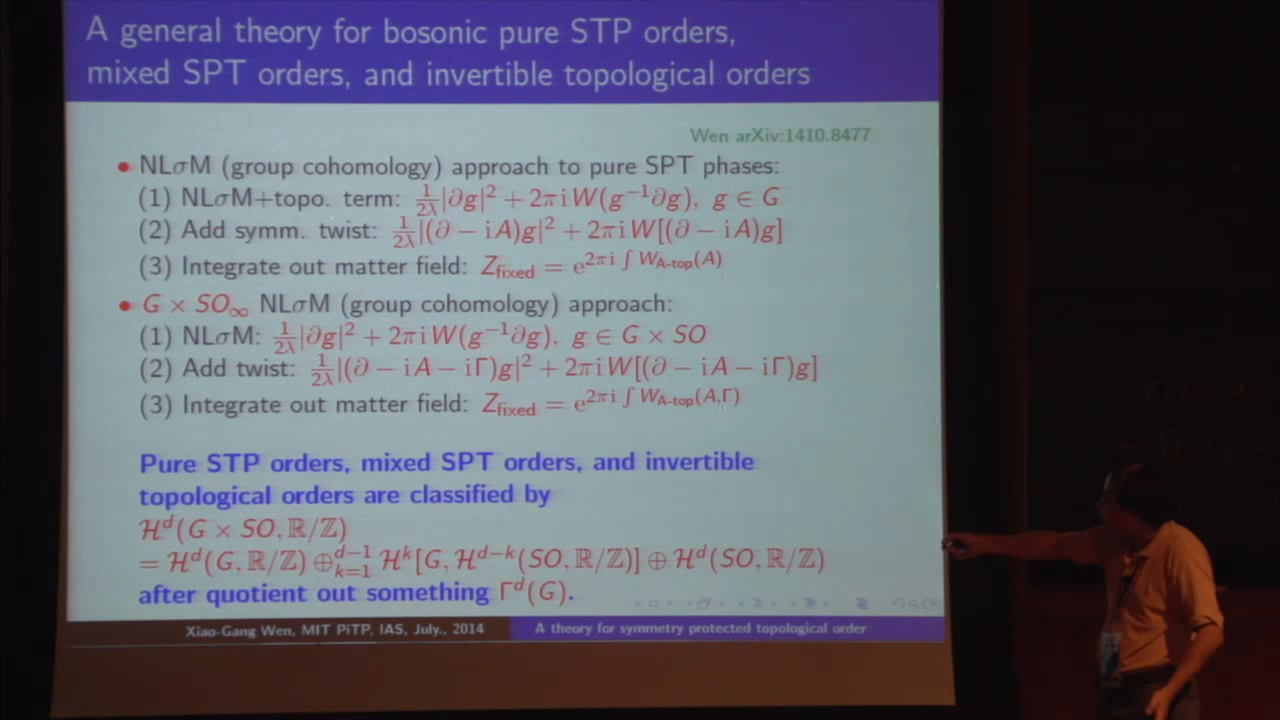 A general theory for bosonic pure STP orders,
mixed SPT orders, and invertible topological orders
Wen arXiv:1410.8477
• NLσM (group cohomology) approach to pure SPT phases:
(1) NLσM+topo. term: 1/2λ |∂g|² + 2πi W(g⁻¹∂g), g ∈ G
(2) Add symm. twist: 1/2λ |(∂ − iA)g|² + 2πi W[(∂ − iA)g]
(3) Integrate out matter field: Z_fixed = e^{2πi ∫ W_{A-top}(A)}
• G × SO_∞ NLσM (group cohomology) approach:
(1) NLσM: 1/2λ |∂g|² + 2πi W(g⁻¹∂g), g ∈ G × SO
(2) Add twist: 1/2λ |(∂ − iA − iΓ)g|² + 2πi W[(∂ − iA − iΓ)g]
(3) Integrate out matter field: Z_fixed = e^{2πi ∫ W_{A-top}(A,Γ)}
Pure STP orders, mixed SPT orders, and invertible
topological orders are classified by
ℋ^d(G × SO, ℝ/ℤ)
= ℋ^d(G, ℝ/ℤ) ⊕_{k=1}^{d−1} ℋ^k[G, ℋ^{d−k}(SO, ℝ/ℤ)] ⊕ ℋ^d(SO, ℝ/ℤ)
after quotient out something Γ^d(G).
Xiao-Gang Wen, MIT PiTP, IAS, July., 2014 A theory for symmetry protected topological order